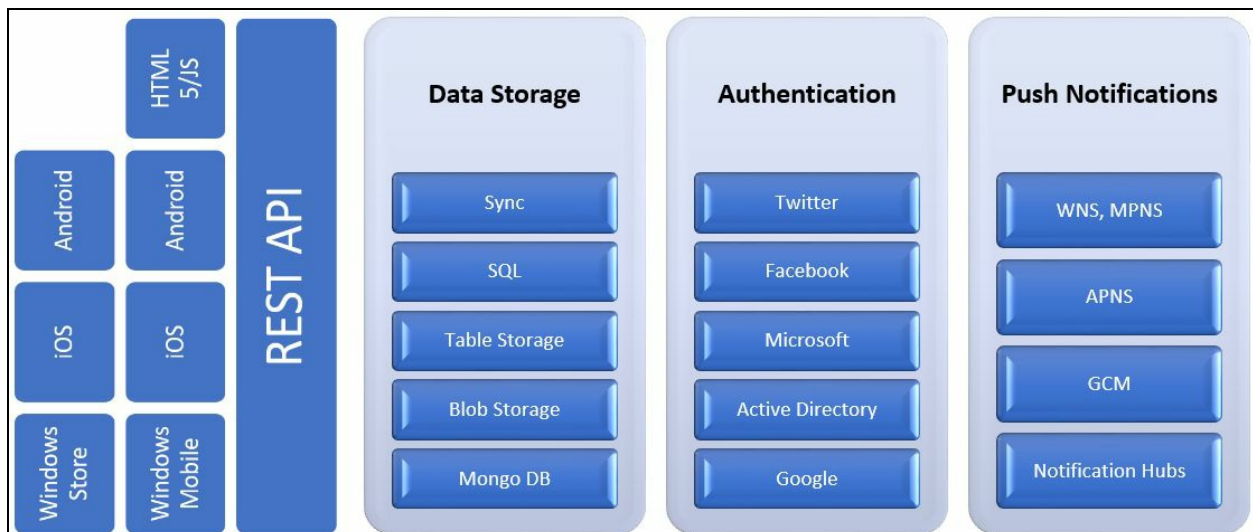 HTML
5/JS
Android
Android
iOS
iOS
Windows
Store
Windows
Mobile
REST API
Data Storage
Sync
SQL
Table Storage
Blob Storage
Mongo DB
Authentication
Twitter
Facebook
Microsoft
Active Directory
Google
Push Notifications
WNS, MPNS
APNS
GCM
Notification Hubs